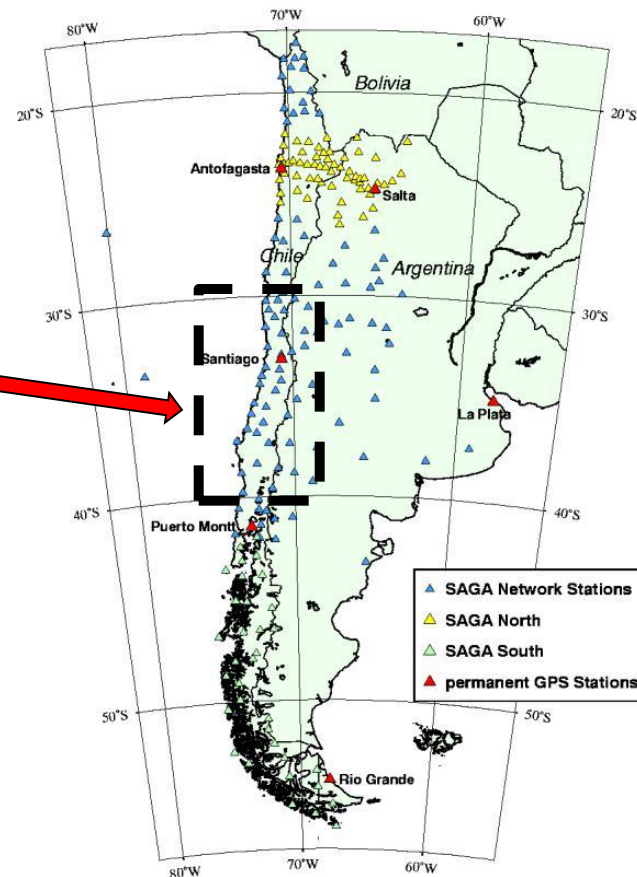 80˚W
70˚W
60˚W
Bolivia
20˚S
20˚S
Antofagasta
Salta
Chile
Argentina
30˚S
30˚S
Santiago
La Plata
40˚S
40˚S
Puerto Montt
SAGA Network Stations
SAGA North
SAGA South
permanent GPS Stations
50˚S
50˚S
Rio Grande
80˚W
70˚W
60˚W